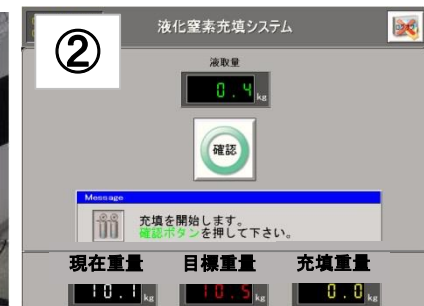 ②
液化窒素充填システム
液取量
0.4 kg
確認
Message
充填を開始します。
確認ボタンを押して下さい。
現在重量 目標重量 充填重量
10.1 kg 10.5 kg 0.0 kg